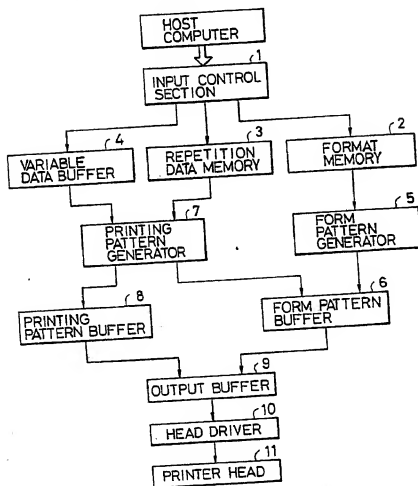 HOST
COMPUTER
1
INPUT CONTROL
SECTION
4
3
2
VARIABLE
DATA BUFFER
REPETITION
DATA MEMORY
FORMAT
MEMORY
7
5
PRINTING
PATTERN
GENERATOR
FORM
PATTERN
GENERATOR
8
6
PRINTING
PATTERN BUFFER
FORM PATTERN
BUFFER
9
OUTPUT BUFFER
10
HEAD DRIVER
11
PRINTER HEAD